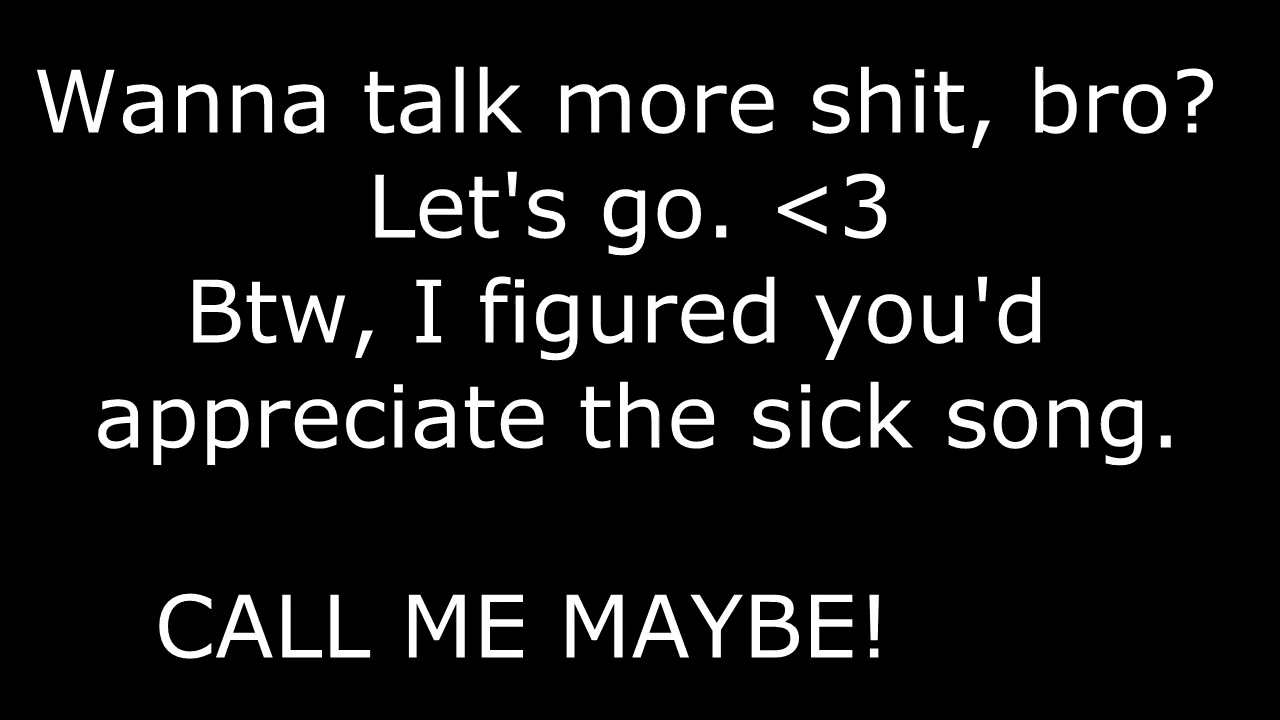 Wanna talk more shit, bro?
Let's go. <3
Btw, I figured you'd
appreciate the sick song.
CALL ME MAYBE!